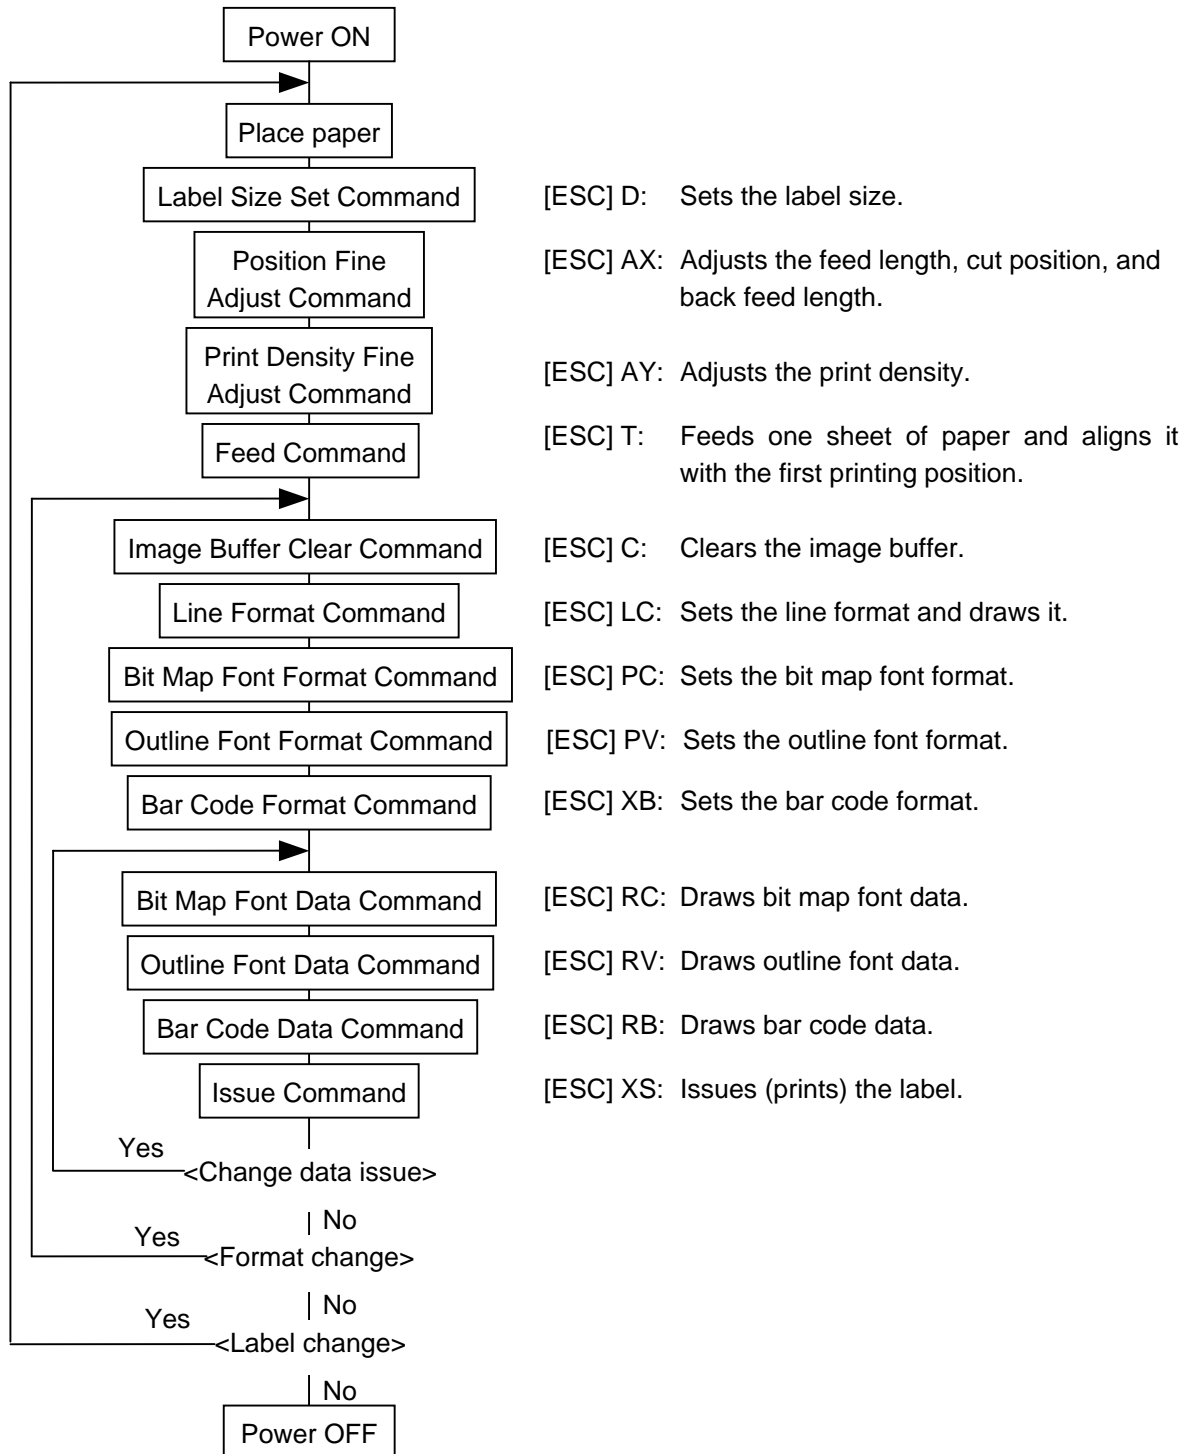 Power ON
Place paper
Label Size Set Command
[ESC] D: Sets the label size.
Position Fine
Adjust Command
[ESC] AX: Adjusts the feed length, cut position, and
back feed length.
Print Density Fine
Adjust Command
[ESC] AY: Adjusts the print density.
Feed Command
[ESC] T: Feeds one sheet of paper and aligns it
with the first printing position.
Image Buffer Clear Command
[ESC] C: Clears the image buffer.
Line Format Command
[ESC] LC: Sets the line format and draws it.
Bit Map Font Format Command
[ESC] PC: Sets the bit map font format.
Outline Font Format Command
[ESC] PV: Sets the outline font format.
Bar Code Format Command
[ESC] XB: Sets the bar code format.
Bit Map Font Data Command
[ESC] RC: Draws bit map font data.
Outline Font Data Command
[ESC] RV: Draws outline font data.
Bar Code Data Command
[ESC] RB: Draws bar code data.
Issue Command
[ESC] XS: Issues (prints) the label.
Yes
<Change data issue>
No
Yes
<Format change>
No
Yes
<Label change>
No
Power OFF